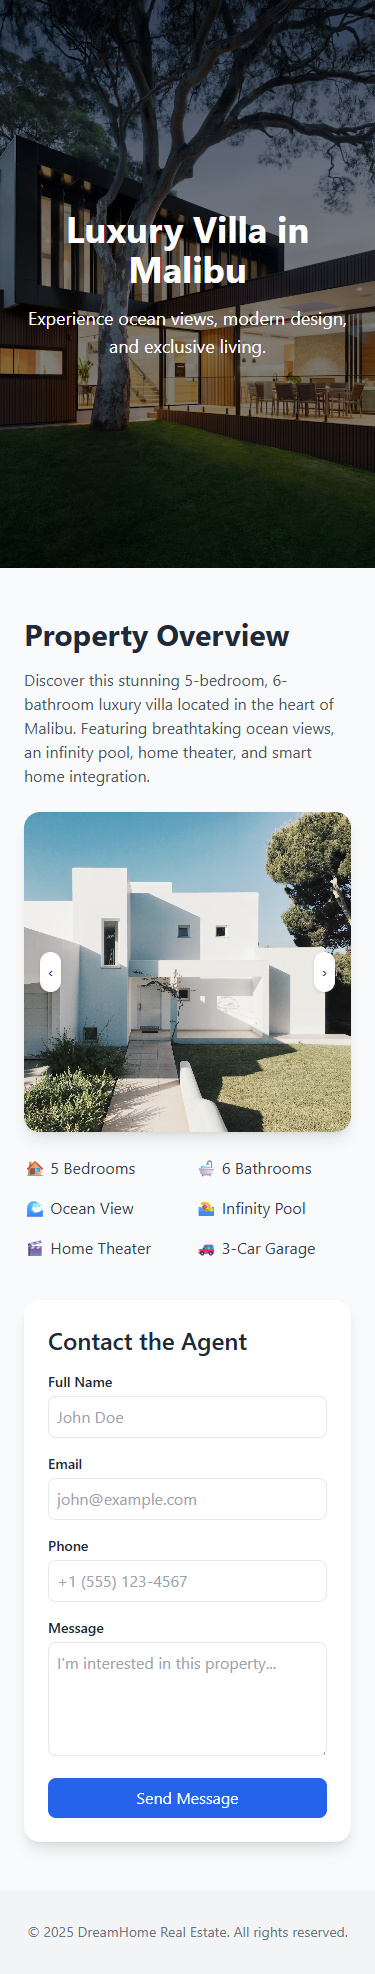 Luxury Villa in
Malibu
Experience ocean views, modern design,
and exclusive living.
Property Overview
Discover this stunning 5-bedroom, 6-
bathroom luxury villa located in the heart of
Malibu. Featuring breathtaking ocean views,
an infinity pool, home theater, and smart
home integration.
‹ ›
🏠 5 Bedrooms 🛁 6 Bathrooms
🌊 Ocean View 🏊 Infinity Pool
🎬 Home Theater 🚗 3-Car Garage
Contact the Agent
Full Name
John Doe
Email
john@example.com
Phone
+1 (555) 123-4567
Message
I'm interested in this property...
Send Message
© 2025 DreamHome Real Estate. All rights reserved.